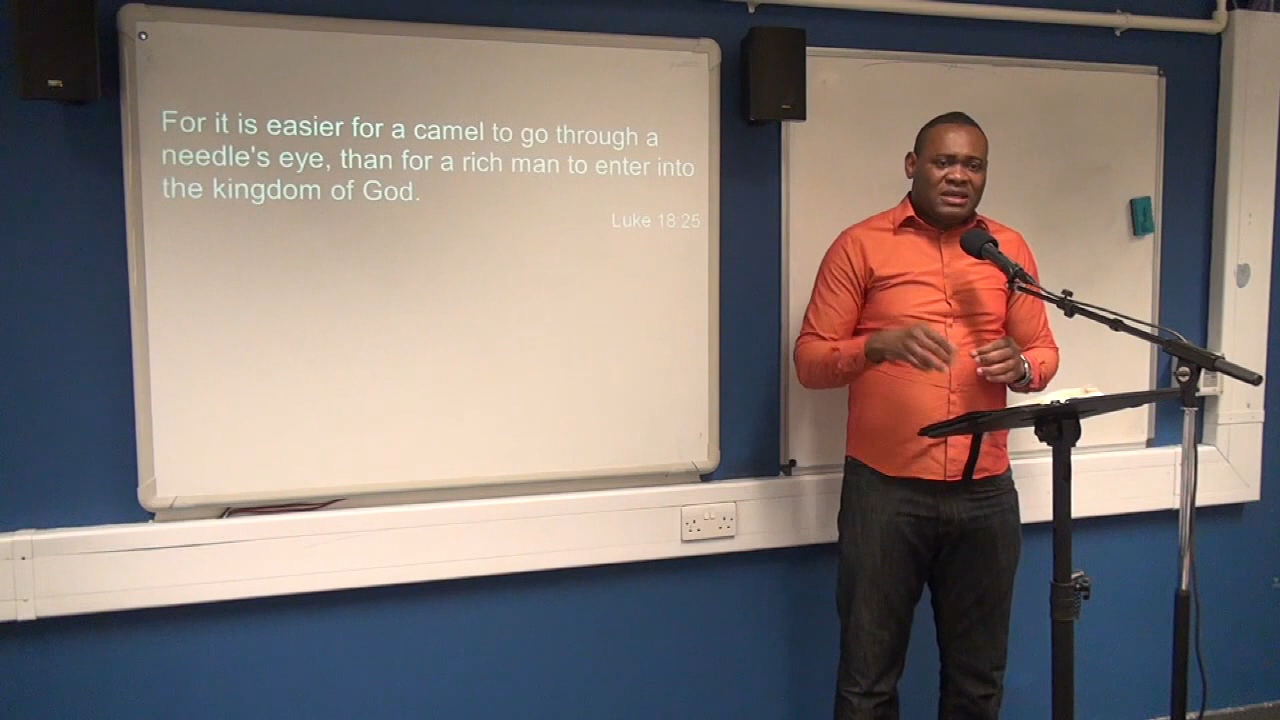 For it is easier for a camel to go through a
needle's eye, than for a rich man to enter into
the kingdom of God.
Luke 18:25